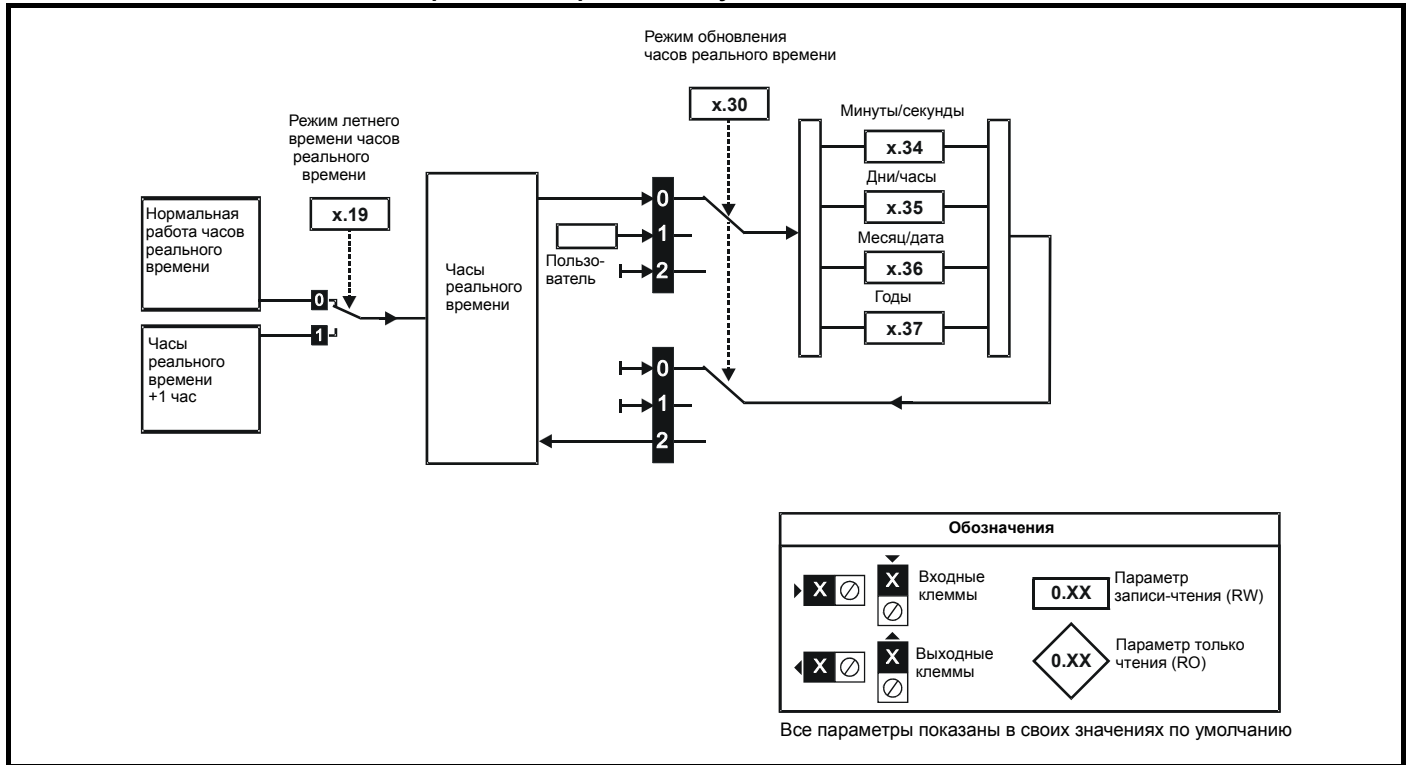 Режим обновления
часов реального времени
x.30
Режим летнего
времени часов
реального
времени
x.19
Нормальная
работа часов
реального
времени
0
1
Часы
реального
времени
+1 час
Часы
реального
времени
0
1
2
Пользо-
ватель
0
1
2
Минуты/секунды
x.34
Дни/часы
x.35
Месяц/дата
x.36
Годы
x.37
Обозначения
X
X
Входные
клеммы
0.XX
Параметр
записи-чтения (RW)
X
X
Выходные
клеммы
0.XX
Параметр только
чтения (RO)
Все параметры показаны в своих значениях по умолчанию